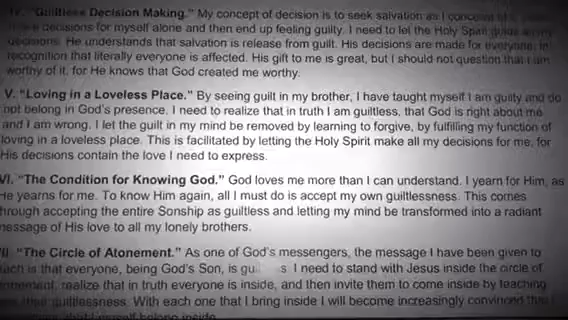 IV. "Guiltless Decision Making." My concept of decision is to seek salvation as I
decisions for myself alone and then end up feeling guilty. I need to let the Holy Spirit guide
decisions. He understands that salvation is release from guilt. His decisions are made for everyone, in
recognition that literally everyone is affected. His gift to me is great, but I should not question that I am
worthy of it, for He knows that God created me worthy.
V. "Loving in a Loveless Place." By seeing guilt in my brother, I have taught myself I am guilty and do
not belong in God's presence. I need to realize that in truth I am guiltless, that God is right about me
and I am wrong. I let the guilt in my mind be removed by learning to forgive, by fulfilling my function of
loving in a loveless place. This is facilitated by letting the Holy Spirit make all my decisions for me, for
His decisions contain the love I need to express.
VI. "The Condition for Knowing God." God loves me more than I can understand. I yearn for Him, as
He yearns for me. To know Him again, all I must do is accept my own guiltlessness. This comes
through accepting the entire Sonship as guiltless and letting my mind be transformed into a radiant
message of His love to all my lonely brothers.
VII. "The Circle of Atonement." As one of God's messengers, the message I have been given to
teach is that everyone, being God's Son, is gu s. I need to stand with Jesus inside the circle of
Atonement, realize that in truth everyone is inside, and then invite them to come inside by teaching
their guiltlessness. With each one that I bring inside I will become increasingly convinced that I
myself belong inside.